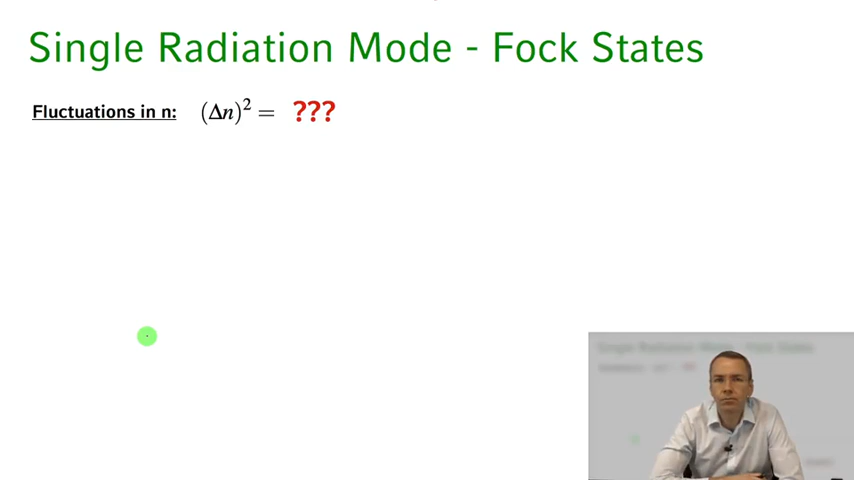 Single Radiation Mode - Fock States
Fluctuations in n: (Δn)² = ???